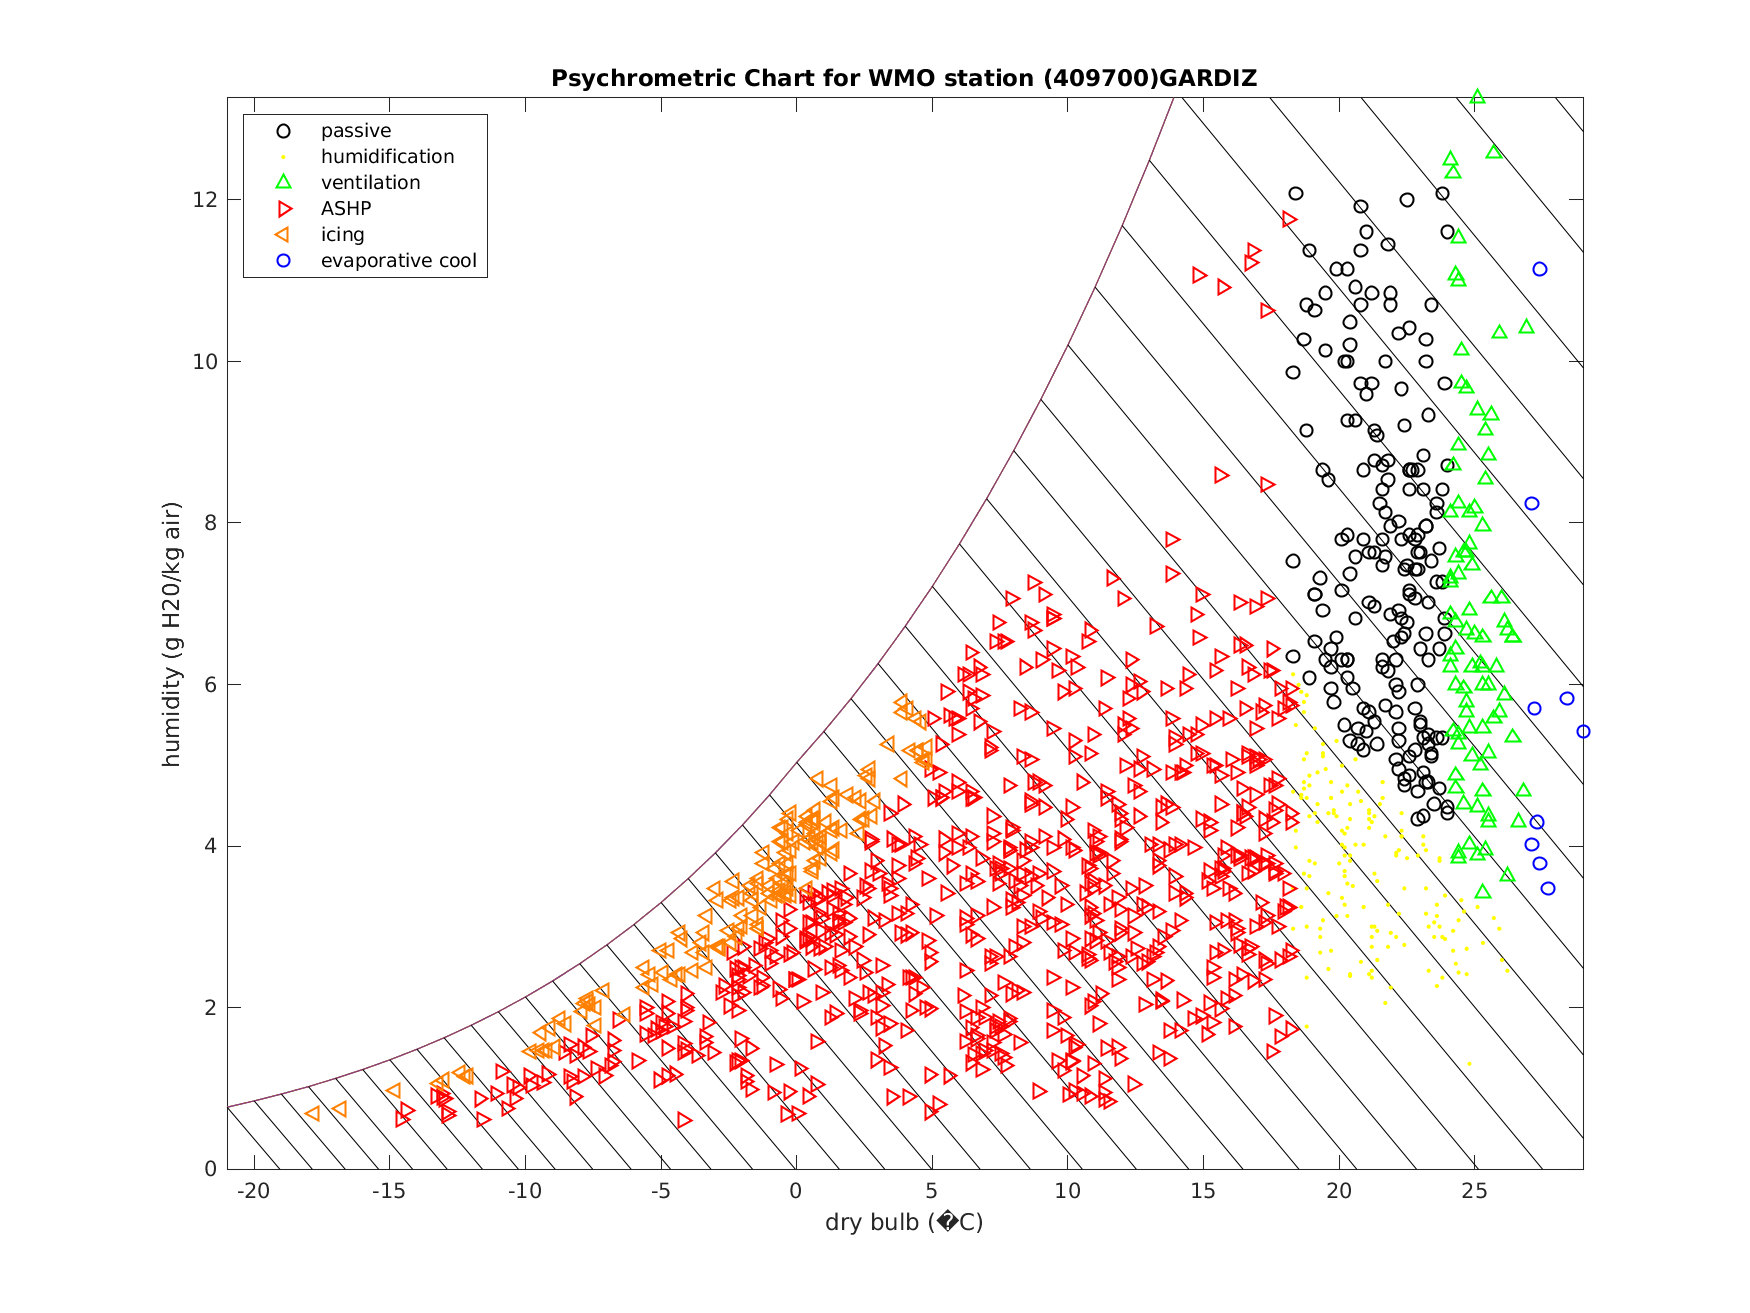 Psychrometric Chart for WMO station (409700)GARDIZ
passive
humidification
ventilation
ASHP
icing
evaporative cool
humidity (g H20/kg air)
12
10
8
6
4
2
0
-20 -15 -10 -5 0 5 10 15 20 25
dry bulb (�C)